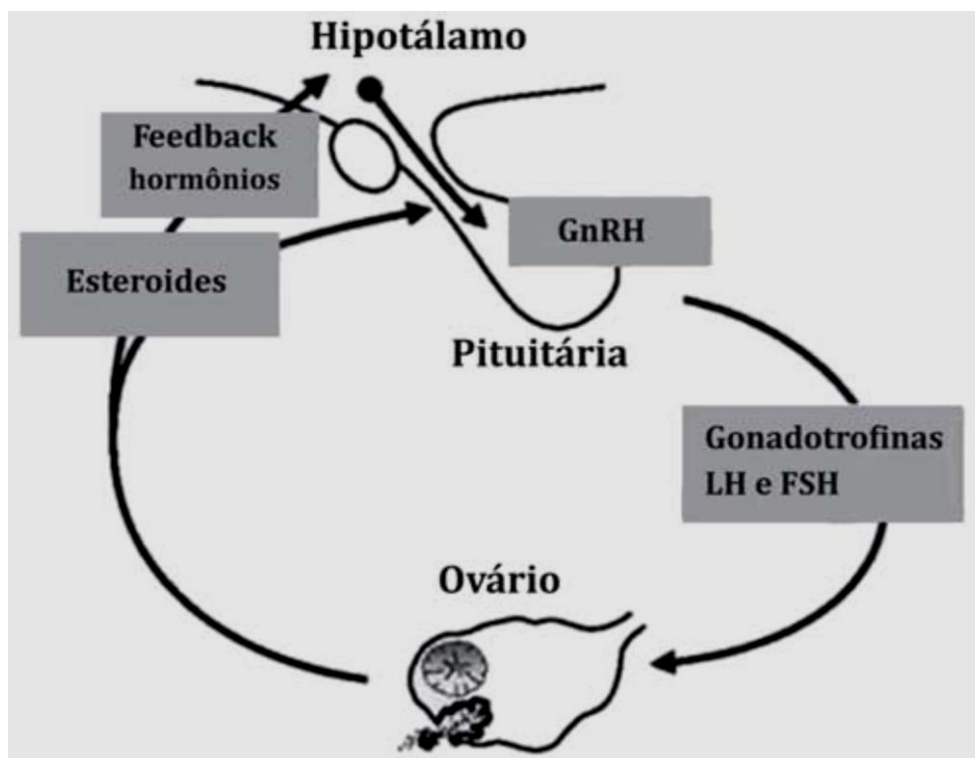 Hipotálamo
Feedback
hormônios
GnRH
Esteroides
Pituitária
Gonadotrofinas
LH e FSH
Ovário